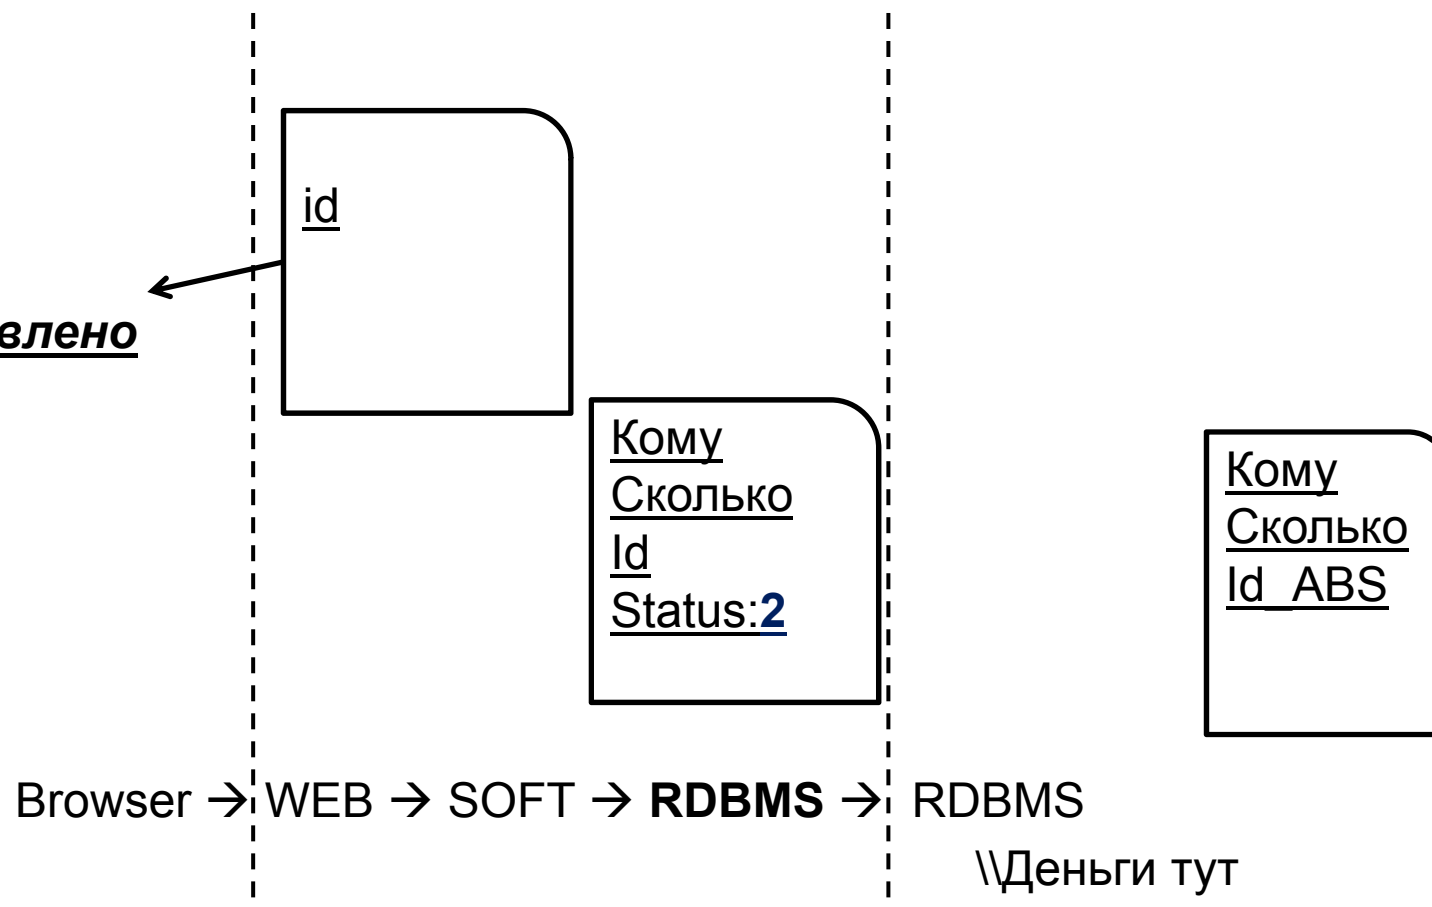 id
влено
Кому
Сколько
Id
Status:2
Кому
Сколько
Id_ABS
Browser → WEB → SOFT → RDBMS → RDBMS
\\Деньги тут